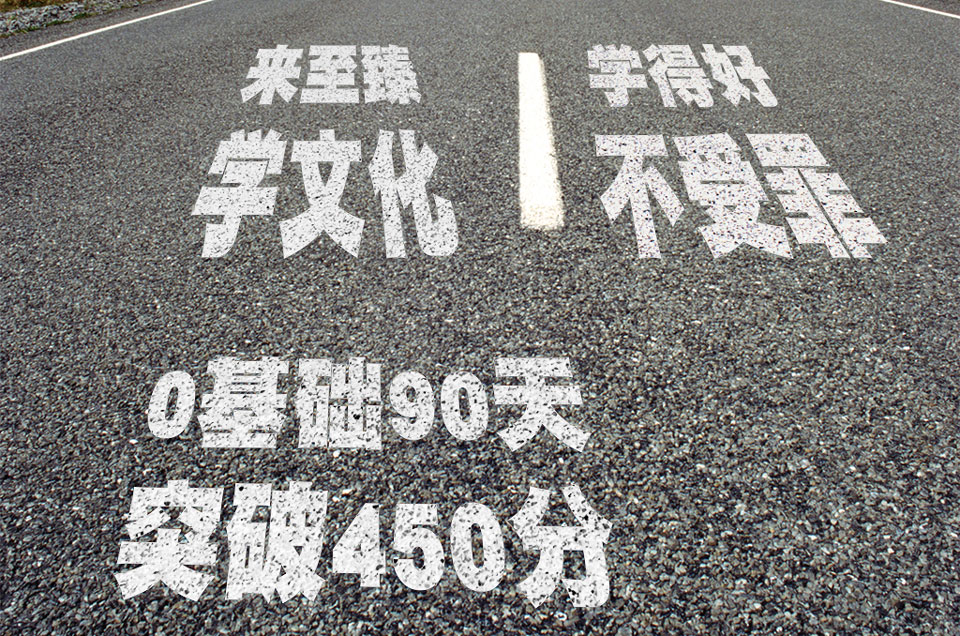 来至臻
学文化
学得好
不受罪
0基础90天
突破450分